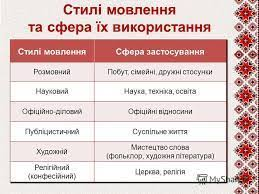 Стилі мовлення
та сфера їх використання
Стилі мовлення Сфера застосування
Розмовний Побут, сімейні, дружні стосунки
Науковий Наука, техніка, освіта
Офіційно-діловий Офіційні відносини
Публіцистичний Суспільне життя
Художній Мистецтво слова
(фольклор, художня література)
Релігійний
(конфесійний) Церква, релігія